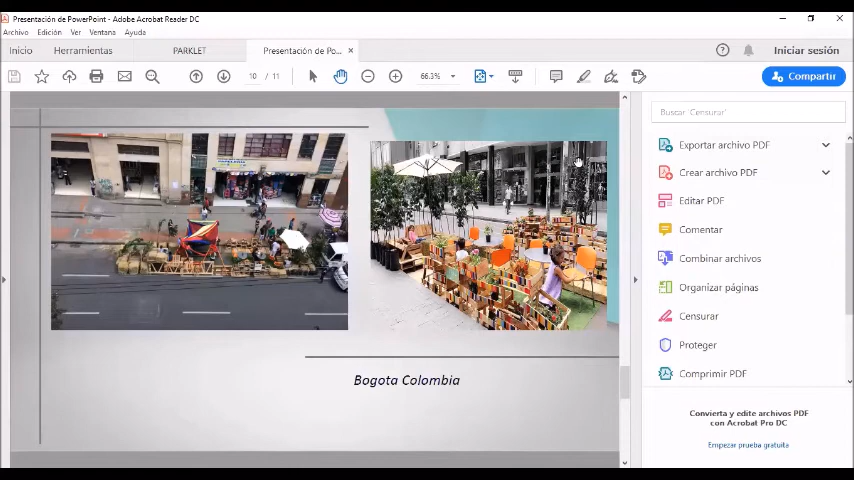 Presentación de PowerPoint - Adobe Acrobat Reader DC
Archivo Edición Ver Ventana Ayuda
Inicio Herramientas PARKLET Presentación de Po... × Iniciar sesión
10 / 11 66.3% Compartir
Buscar 'Censurar'
Exportar archivo PDF
Crear archivo PDF
Editar PDF
Comentar
Combinar archivos
Organizar páginas
Censurar
Proteger
Comprimir PDF
Convierta y edite archivos PDF
con Acrobat Pro DC
Empezar prueba gratuita
PAPELERIA
Bogota Colombia